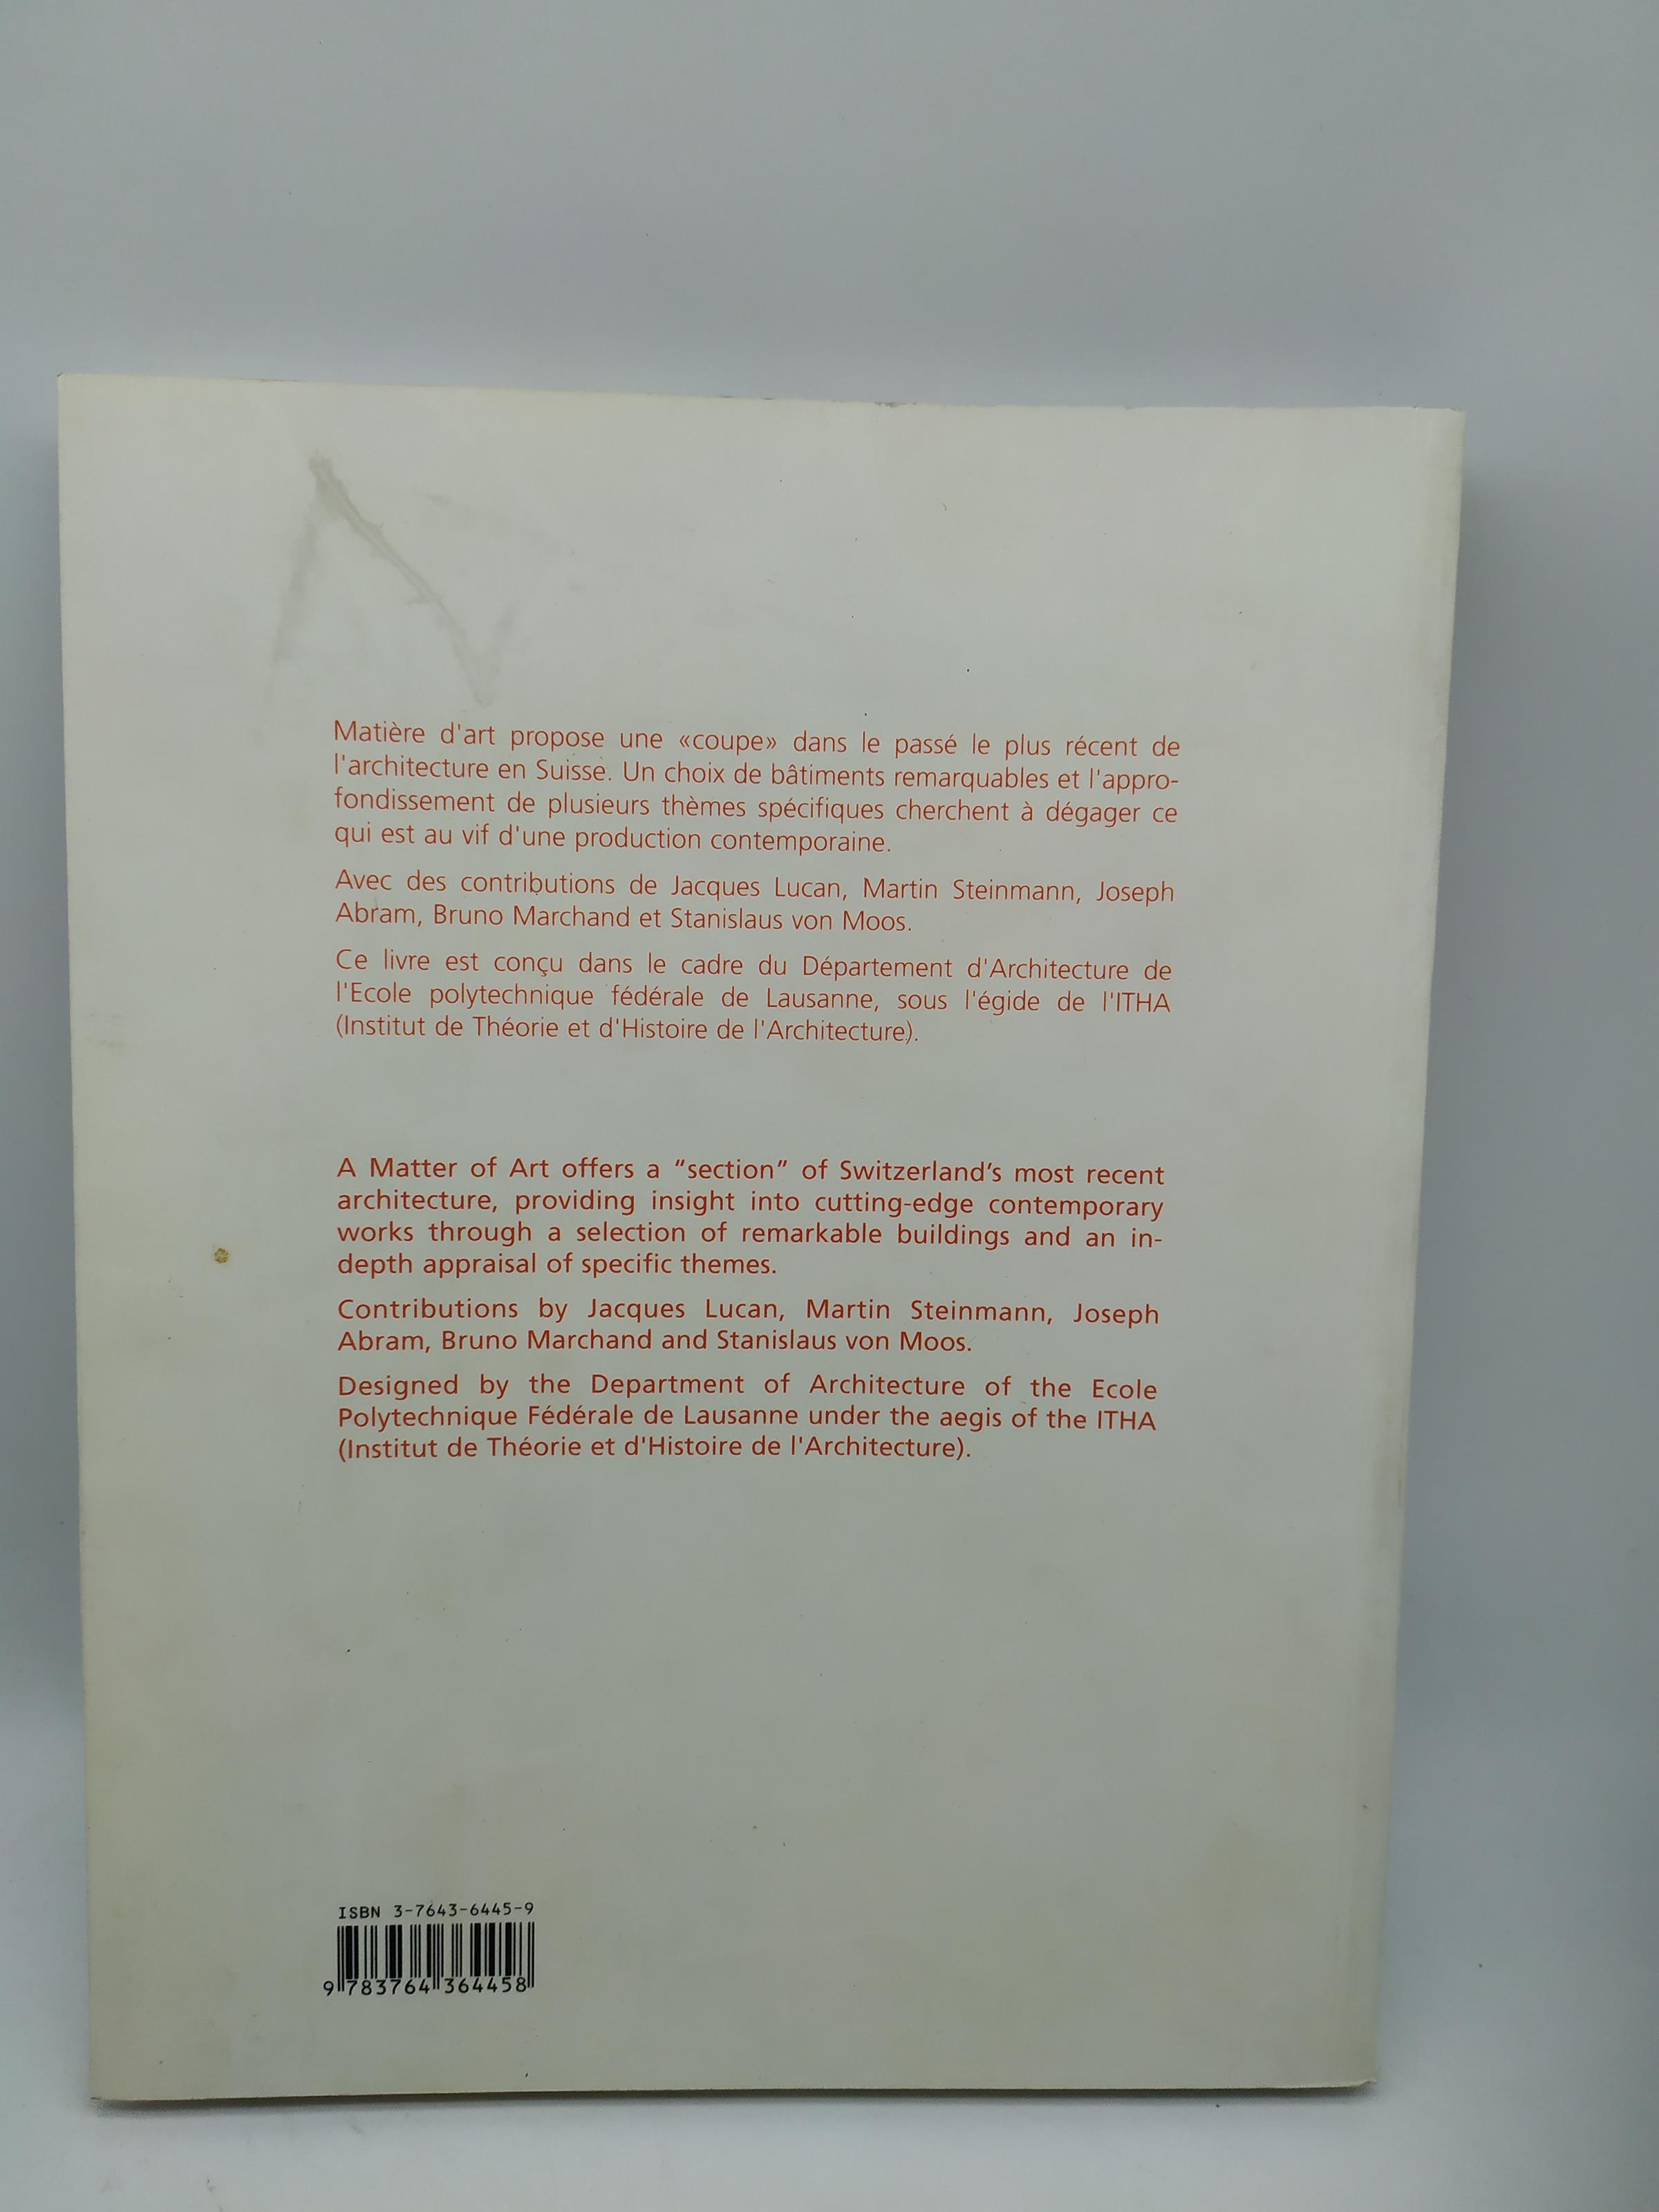 Matière d'art propose une «coupe» dans le passé le plus récent de
l'architecture en Suisse. Un choix de bâtiments remarquables et l'appro-
fondissement de plusieurs thèmes spécifiques cherchent à dégager ce
qui est au vif d'une production contemporaine.
Avec des contributions de Jacques Lucan, Martin Steinmann, Joseph
Abram, Bruno Marchand et Stanislaus von Moos.
Ce livre est conçu dans le cadre du Département d'Architecture de
l'Ecole polytechnique fédérale de Lausanne, sous l'égide de l'ITHA
(Institut de Théorie et d'Histoire de l'Architecture).
A Matter of Art offers a “section” of Switzerland’s most recent
architecture, providing insight into cutting-edge contemporary
works through a selection of remarkable buildings and an in-
depth appraisal of specific themes.
Contributions by Jacques Lucan, Martin Steinmann, Joseph
Abram, Bruno Marchand and Stanislaus von Moos.
Designed by the Department of Architecture of the Ecole
Polytechnique Fédérale de Lausanne under the aegis of the ITHA
(Institut de Théorie et d'Histoire de l'Architecture).
ISBN 3-7643-6445-9
9 783764 364458